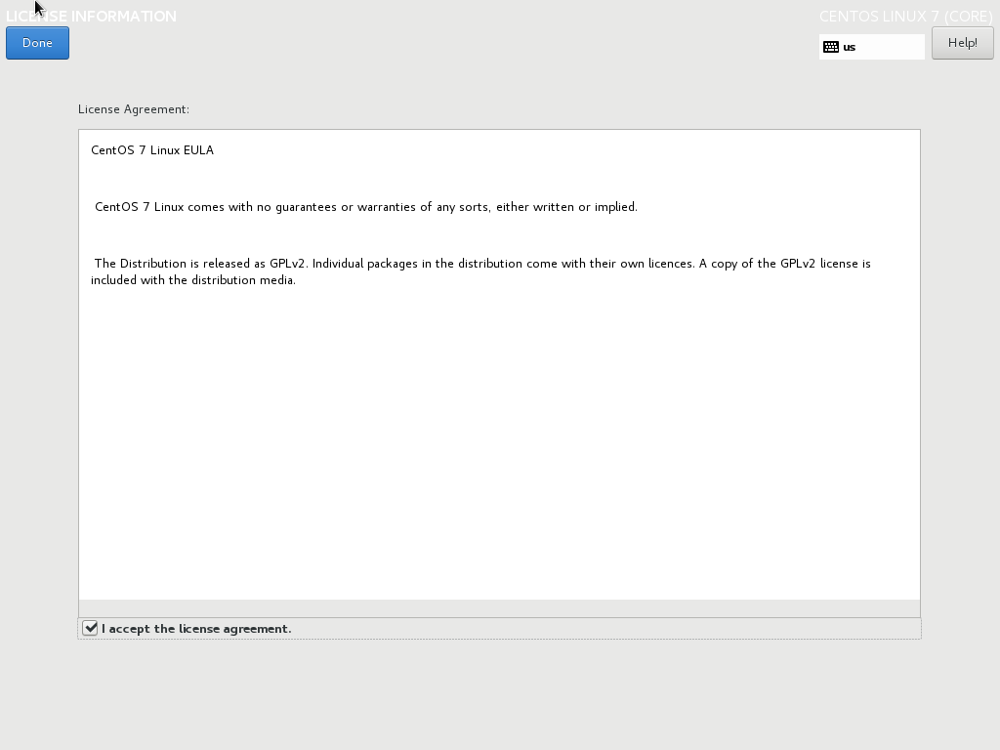 LICENSE INFORMATION
CENTOS LINUX 7 (CORE)
Done
us
Help!
License Agreement:
CentOS 7 Linux EULA
CentOS 7 Linux comes with no guarantees or warranties of any sorts, either written or implied.
The Distribution is released as GPLv2. Individual packages in the distribution come with their own licences. A copy of the GPLv2 license is
included with the distribution media.
I accept the license agreement.